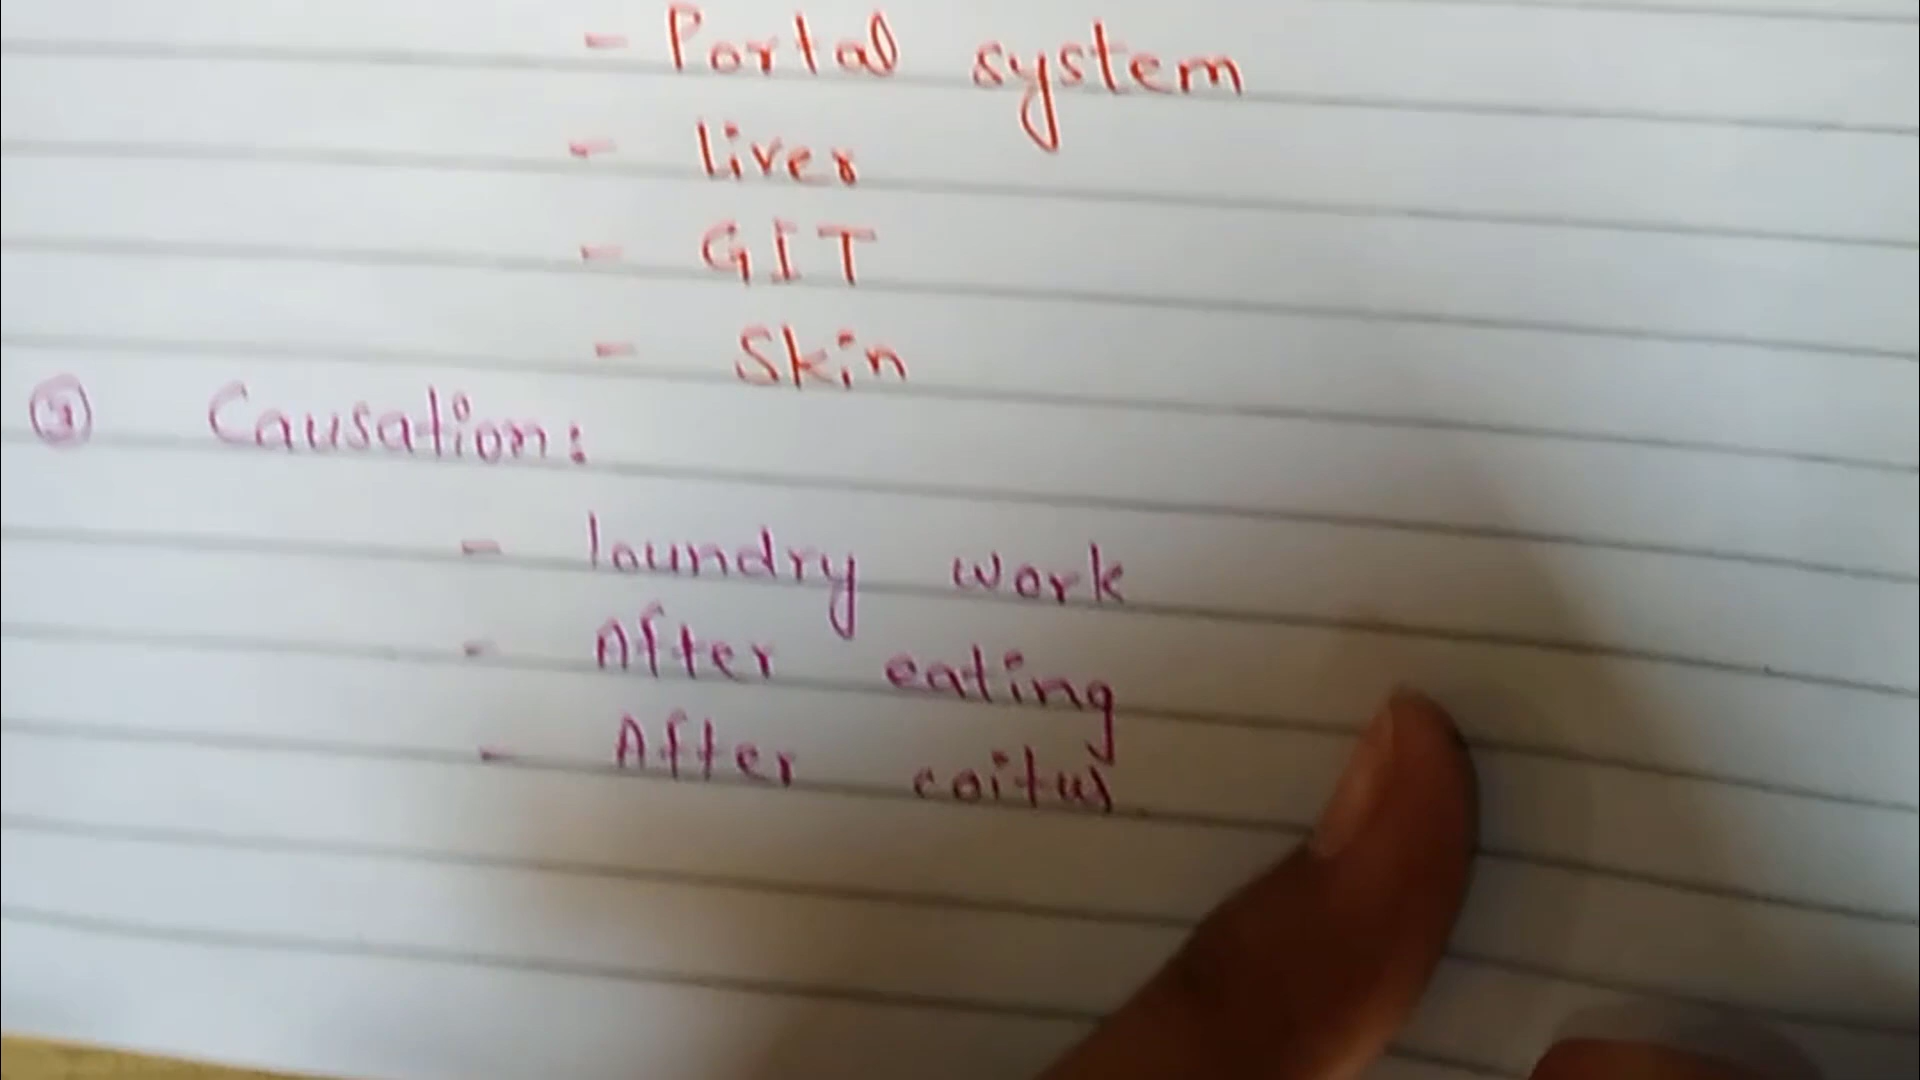 - Portal system
- liver
- GIT
- Skin
③ Causation:
- laundry work
- After eating
- After coitus